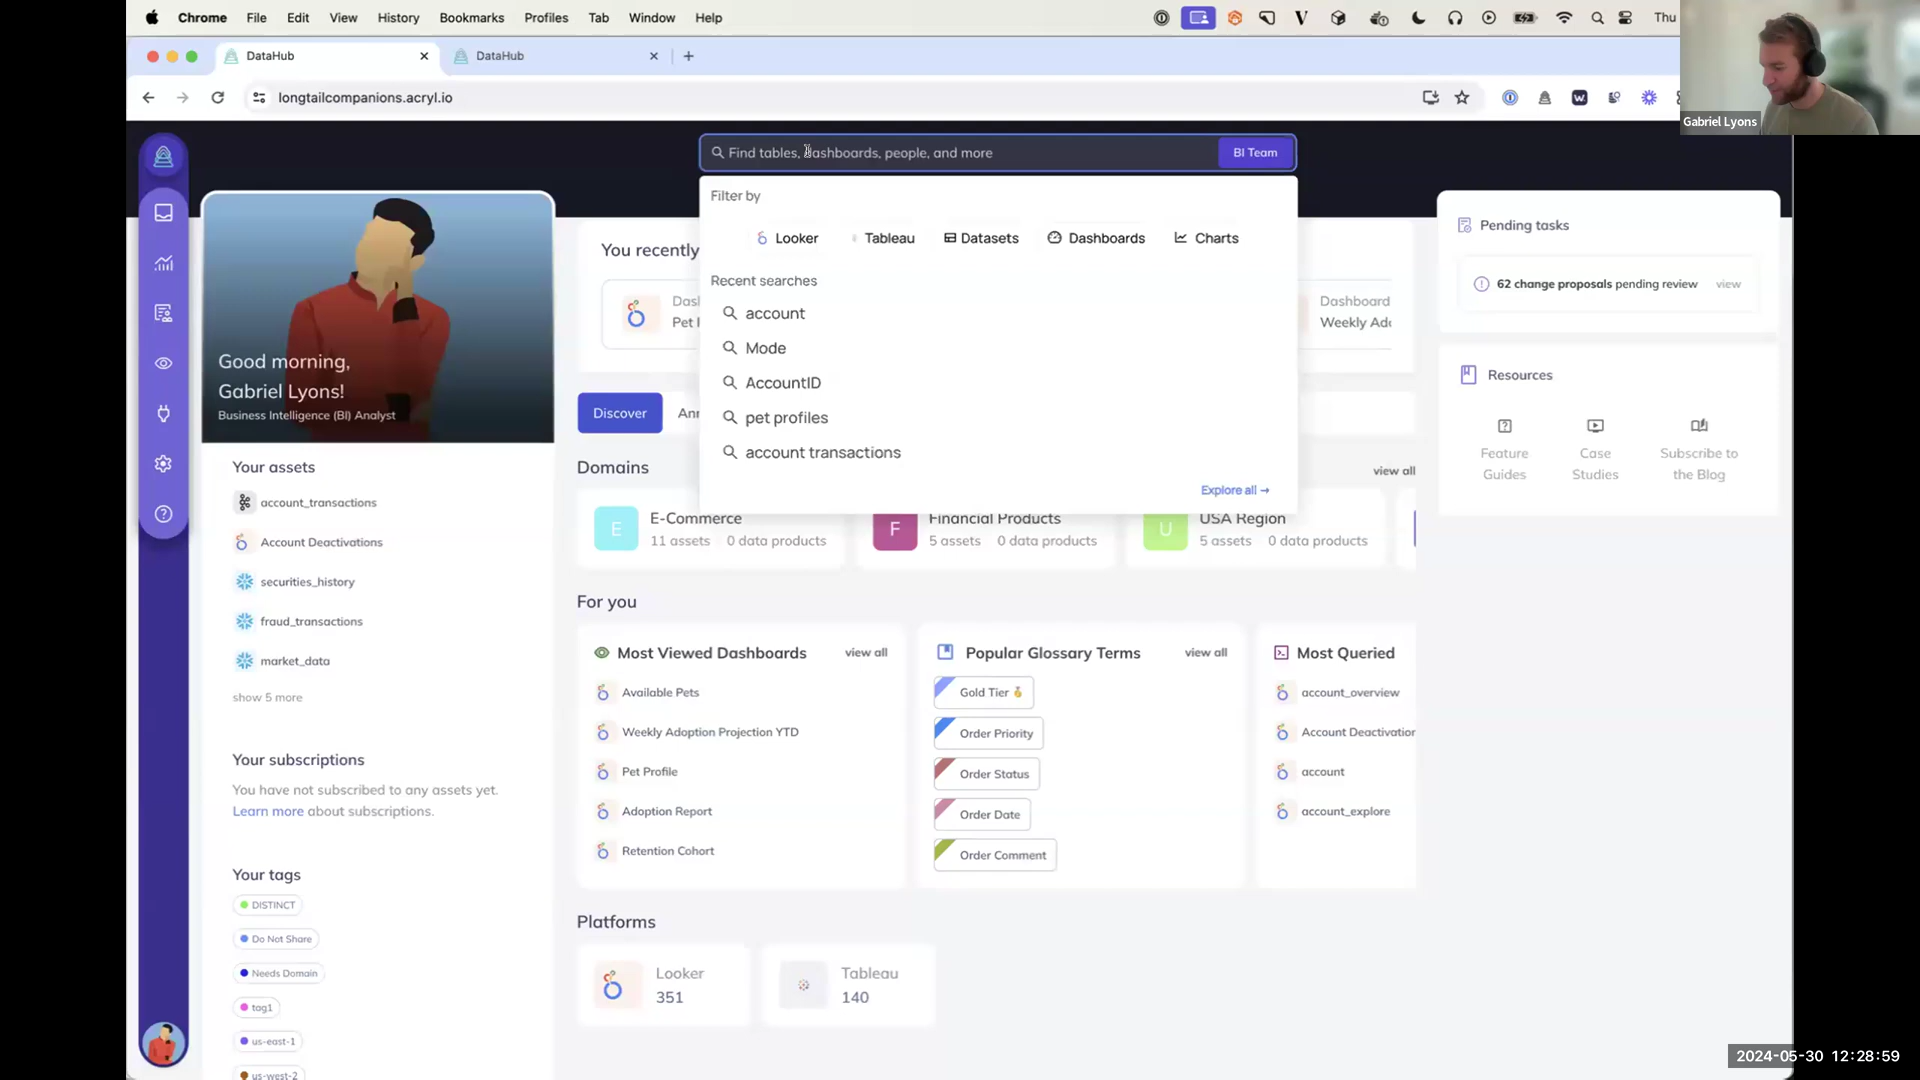 Chrome File Edit View History Bookmarks Profiles Tab Window Help
Thu
DataHub
DataHub
longtailcompanions.acryl.io
Gabriel Lyons
Find tables, dashboards, people, and more
BI Team
Filter by
Looker
Tableau
Datasets
Dashboards
Charts
Recent searches
account
Mode
AccountID
pet profiles
account transactions
Explore all →
Good morning,
Gabriel Lyons!
Business Intelligence (BI) Analyst
Your assets
account_transactions
Account Deactivations
securities_history
fraud_transactions
market_data
show 5 more
Your subscriptions
You have not subscribed to any assets yet.
Learn more about subscriptions.
Your tags
DISTINCT
Do Not Share
Needs Domain
tag1
us-east-1
us-west-2
You recently
Dash
Pet
Dashboard
Weekly Ado
Discover
Ann
Domains
view all
E
E-Commerce
11 assets 0 data products
F
Financial Products
5 assets 0 data products
U
USA Region
5 assets 0 data products
For you
Most Viewed Dashboards
view all
Available Pets
Weekly Adoption Projection YTD
Pet Profile
Adoption Report
Retention Cohort
Popular Glossary Terms
view all
Gold Tier 🥇
Order Priority
Order Status
Order Date
Order Comment
Most Queried
account_overview
Account Deactivation
account
account_explore
Platforms
Looker
351
Tableau
140
Pending tasks
62 change proposals pending review
view
Resources
Feature
Guides
Case
Studies
Subscribe to
the Blog
2024-05-30 12:28:59